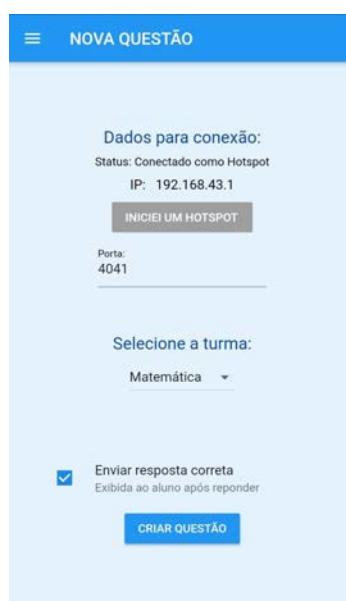 NOVA QUESTÃO
Dados para conexão:
Status: Conectado como Hotspot
IP: 192.168.43.1
INICIEI UM HOTSPOT
Porta:
4041
Selecione a turma:
Matemática
Enviar resposta correta
Exibida ao aluno após reponder
CRIAR QUESTÃO